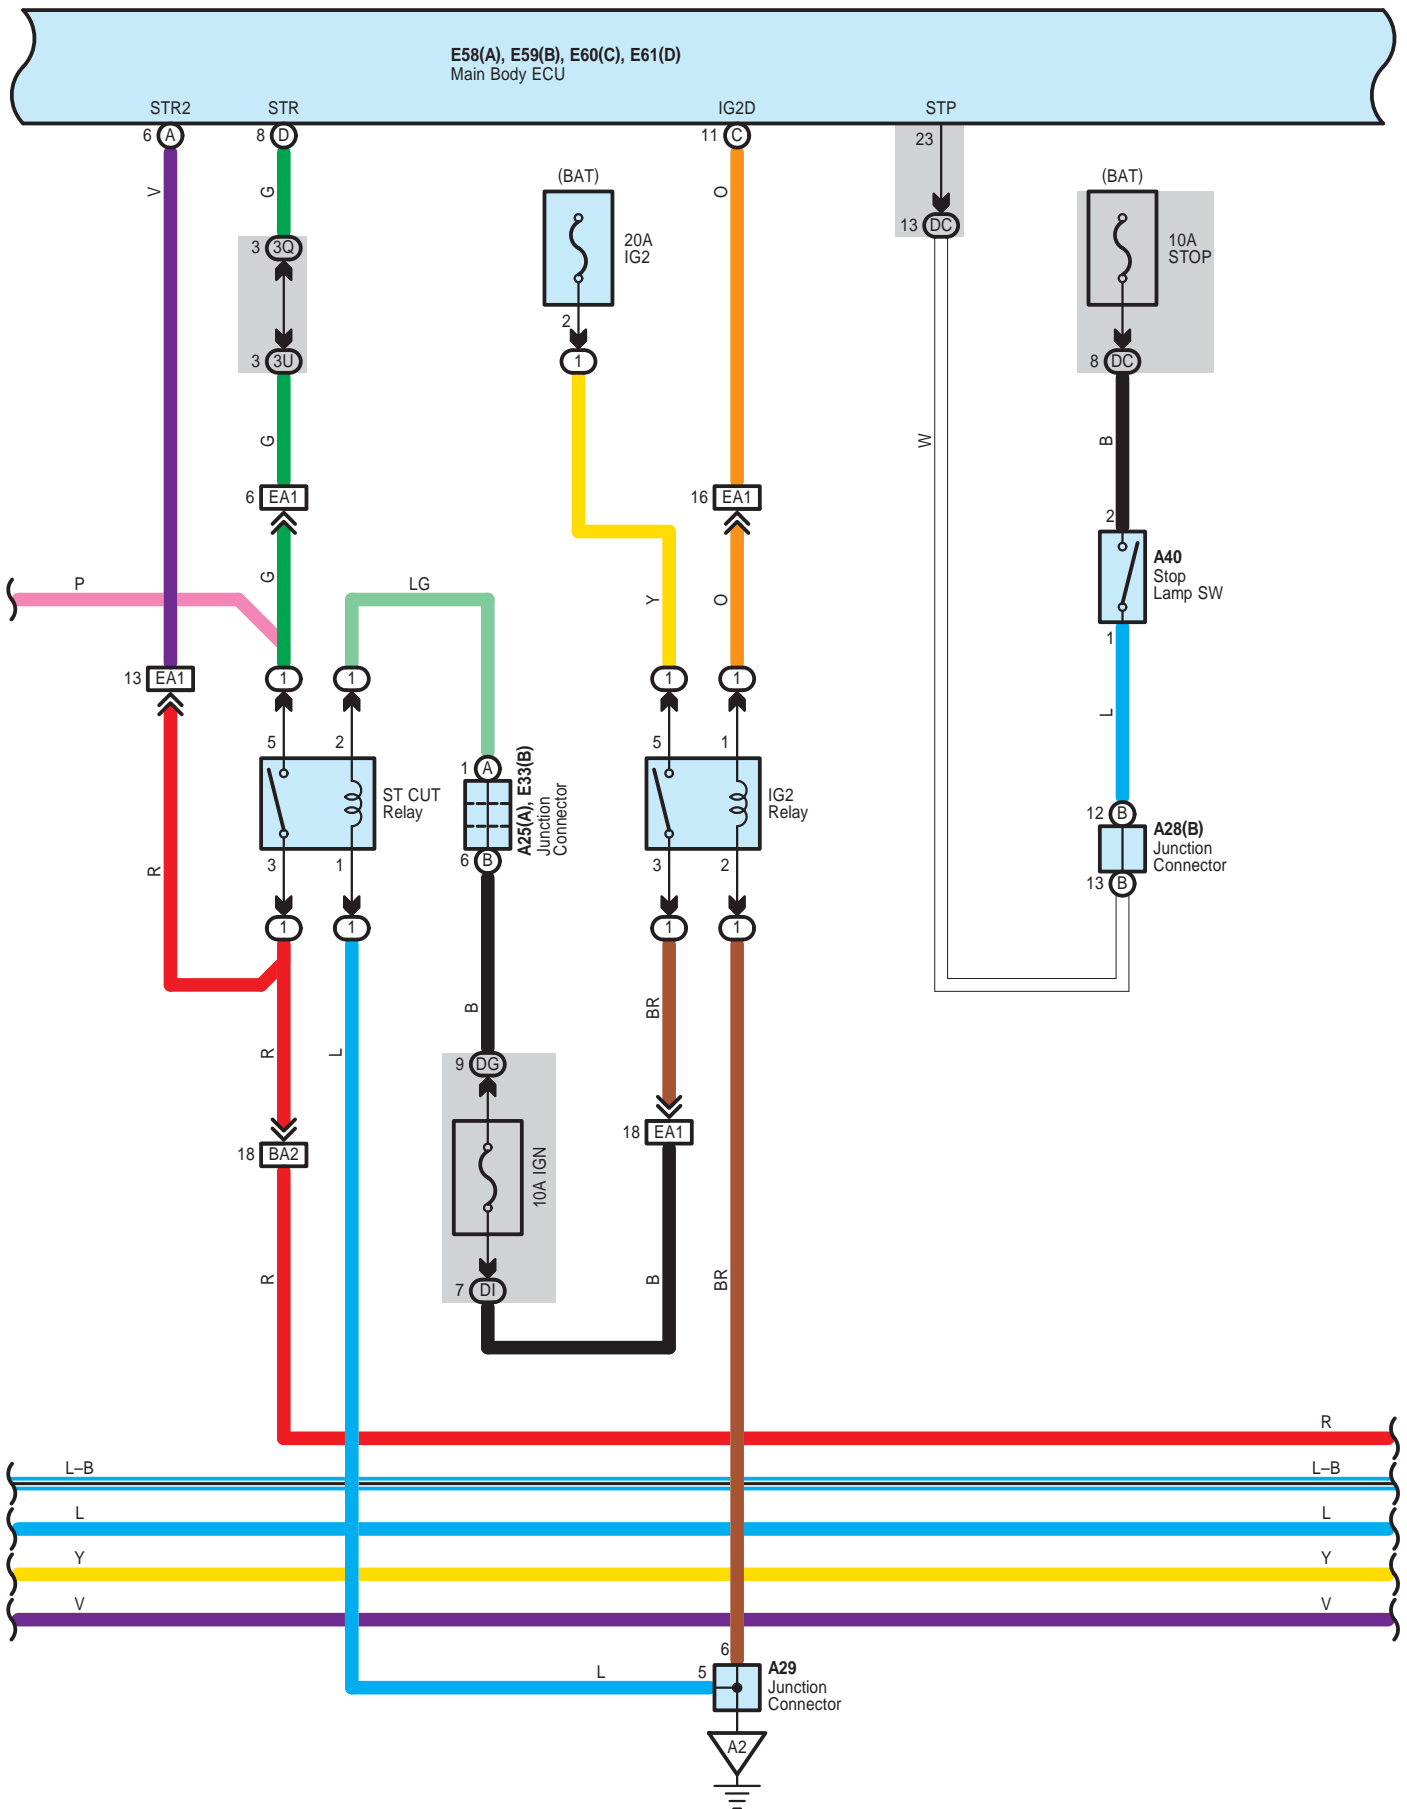 E58(A), E59(B), E60(C), E61(D)
Main Body ECU
STR2
STR
IG2D
STP
6 A
8 D
11 C
23
V
G
O
(BAT)
(BAT)
20A
IG2
10A
STOP
13 DC
3 3Q
3 3U
2
1
8 DC
G
W
B
6 EA1
16 EA1
2
A40
Stop
Lamp SW
1
P
G
LG
Y
O
13 EA1
1
1
1
1
L
5
2
5
1
ST CUT
Relay
3
1
1 A
A25(A), E33(B)
Junction
Connector
6 B
IG2
Relay
3
2
12 B
A28(B)
Junction
Connector
13 B
R
1
1
1
1
R
L
B
BR
9 DG
10A IGN
7 DI
18 BA2
18 EA1
R
B
BR
R
L–B
L–B
L
L
Y
Y
V
V
6
L
5
A29
Junction
Connector
A2